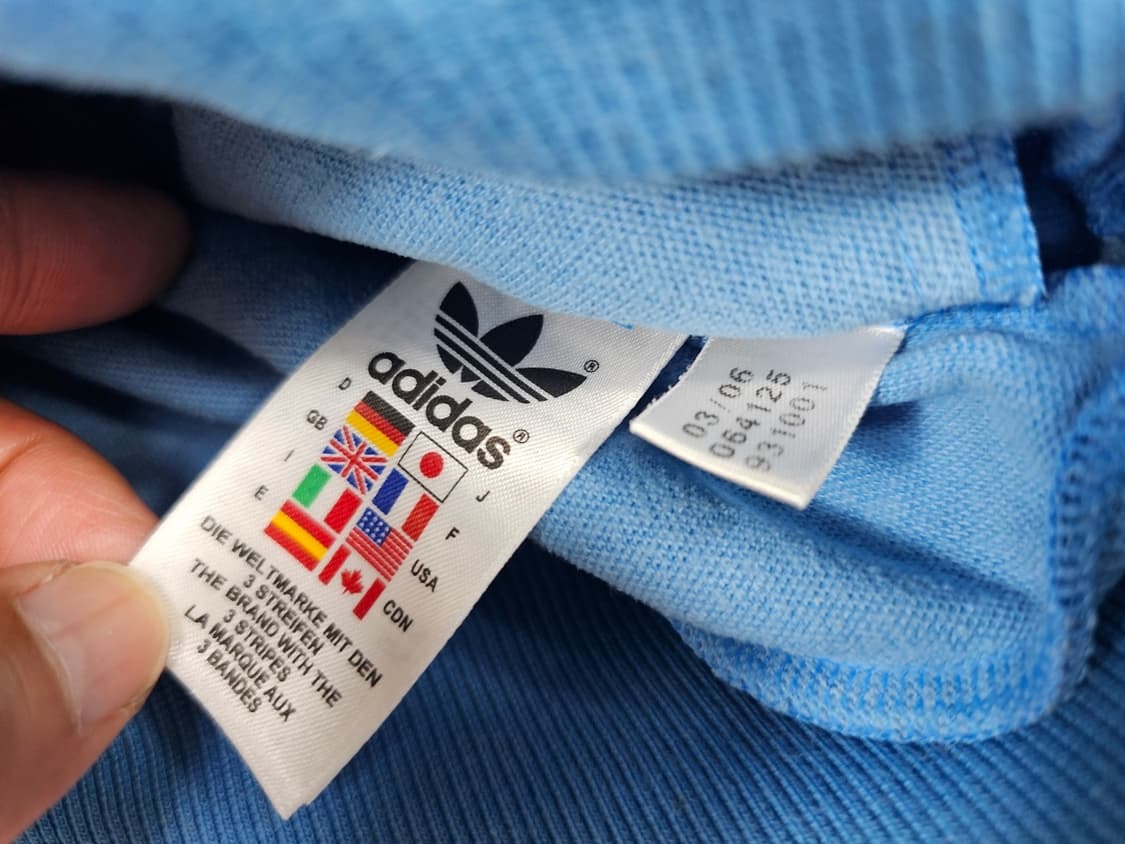 ®
adidas®
D
GB
J
I
F
E
USA
CDN
DIE WELTMARKE MIT DEN
3 STREIFEN
THE BRAND WITH THE
3 STRIPES
LA MARQUE AUX
3 BANDES
03/06
064125
931001